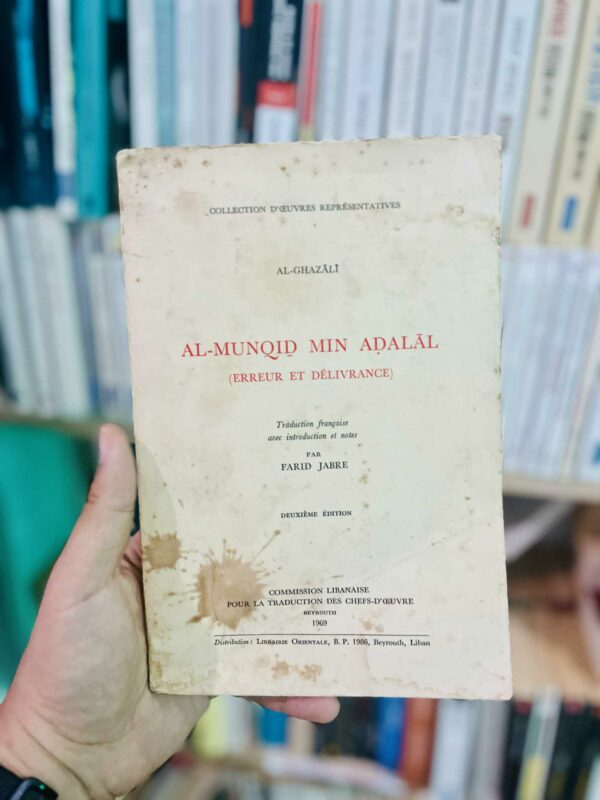 COLLECTION D'ŒUVRES REPRÉSENTATIVES
AL-GHAZĀLĪ
AL-MUNQIḎ MIN AḌALĀL
(ERREUR ET DÉLIVRANCE)
Traduction française
avec introduction et notes
PAR
FARID JABRE
DEUXIÈME ÉDITION
COMMISSION LIBANAISE
POUR LA TRADUCTION DES CHEFS-D'ŒUVRE
BEYROUTH
1969
Distribution: LIBRAIRIE ORIENTALE, B. P. 1986, Beyrouth, Liban